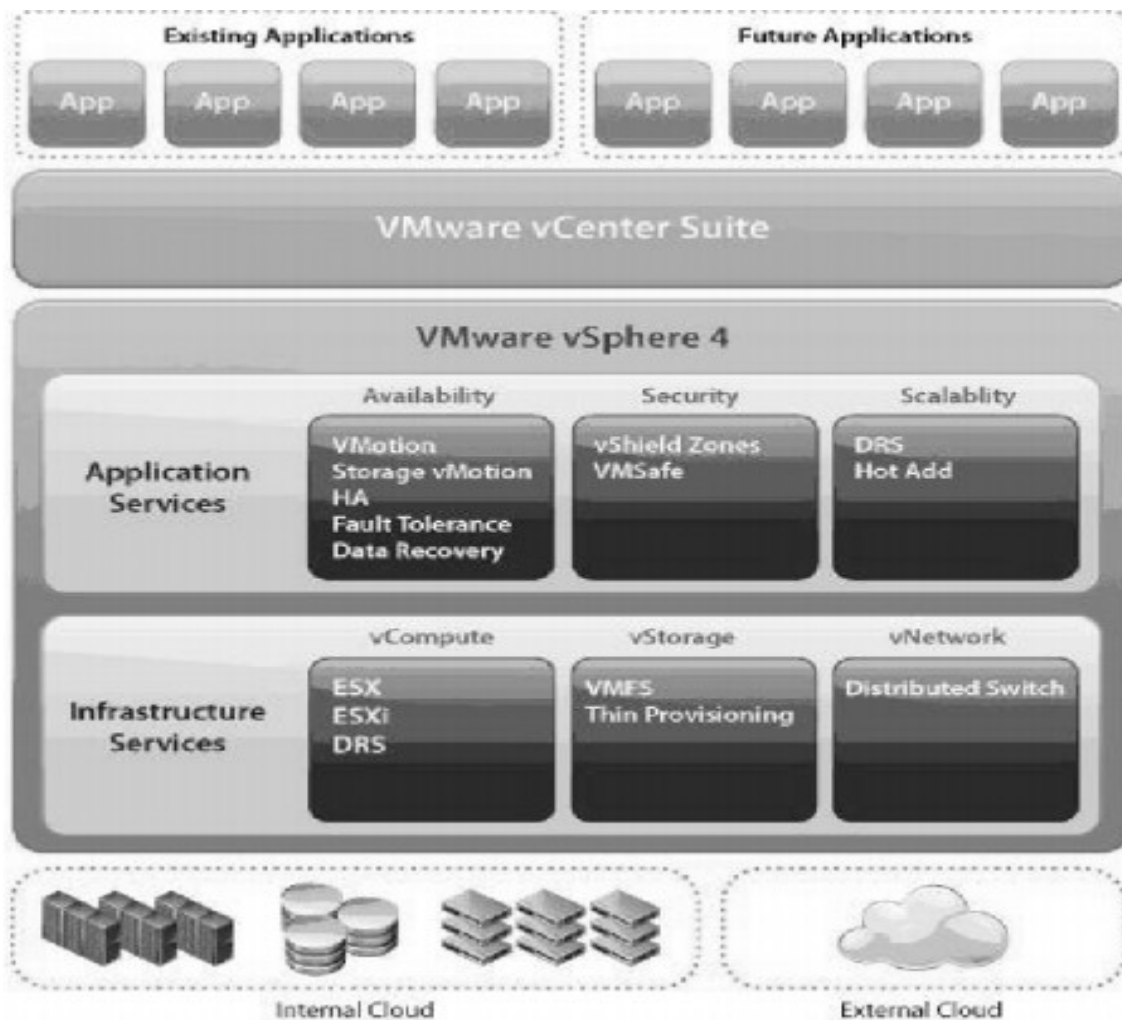 Existing Applications
Future Applications
App App App App
App App App App
VMware vCenter Suite
VMware vSphere 4
Application
Services
Availability
VMotion
Storage vMotion
HA
Fault Tolerance
Data Recovery
Security
vShield Zones
VMSafe
Scalablity
DRS
Hot Add
Infrastructure
Services
vCompute
ESX
ESXi
DRS
vStorage
VMFS
Thin Provisioning
vNetwork
Distributed Switch
Internal Cloud
External Cloud